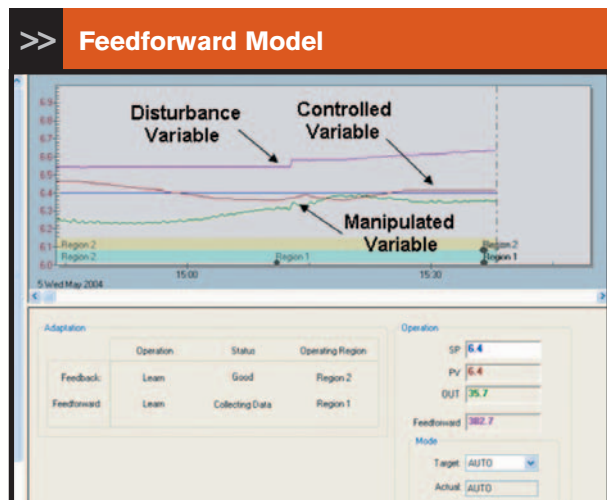 >> Feedforward Model
6.9
6.8
6.7
6.6
6.5
6.4
6.3
6.2
6.1
6.0
Disturbance
Variable
Controlled
Variable
Manipulated
Variable
Region 2
Region 2
Region 2
Region 1
Region 1
15:00
15:30
5 Wed May 2004
Adaptation
Operation
Status
Operating Region
Feedback:
Learn
Good
Region 2
Feedforward:
Learn
Collecting Data
Region 1
Operation
SP 6.4
PV 6.4
OUT 35.7
Feedforward 382.7
Mode
Target: AUTO
Actual: AUTO